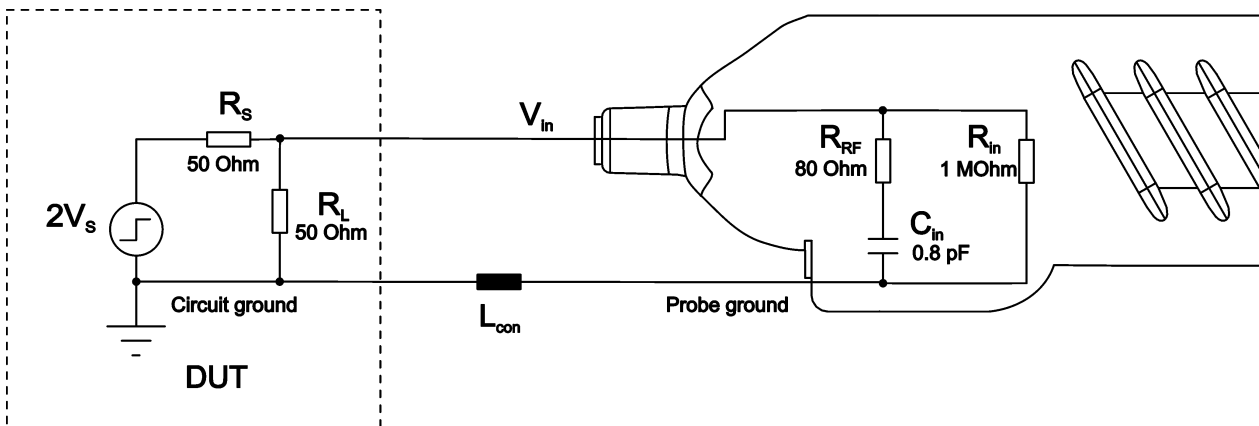 R_S
50 Ohm
V_in
R_RF
80 Ohm
R_in
1 MOhm
2V_S
R_L
50 Ohm
C_in
0.8 pF
Circuit ground
L_con
Probe ground
DUT